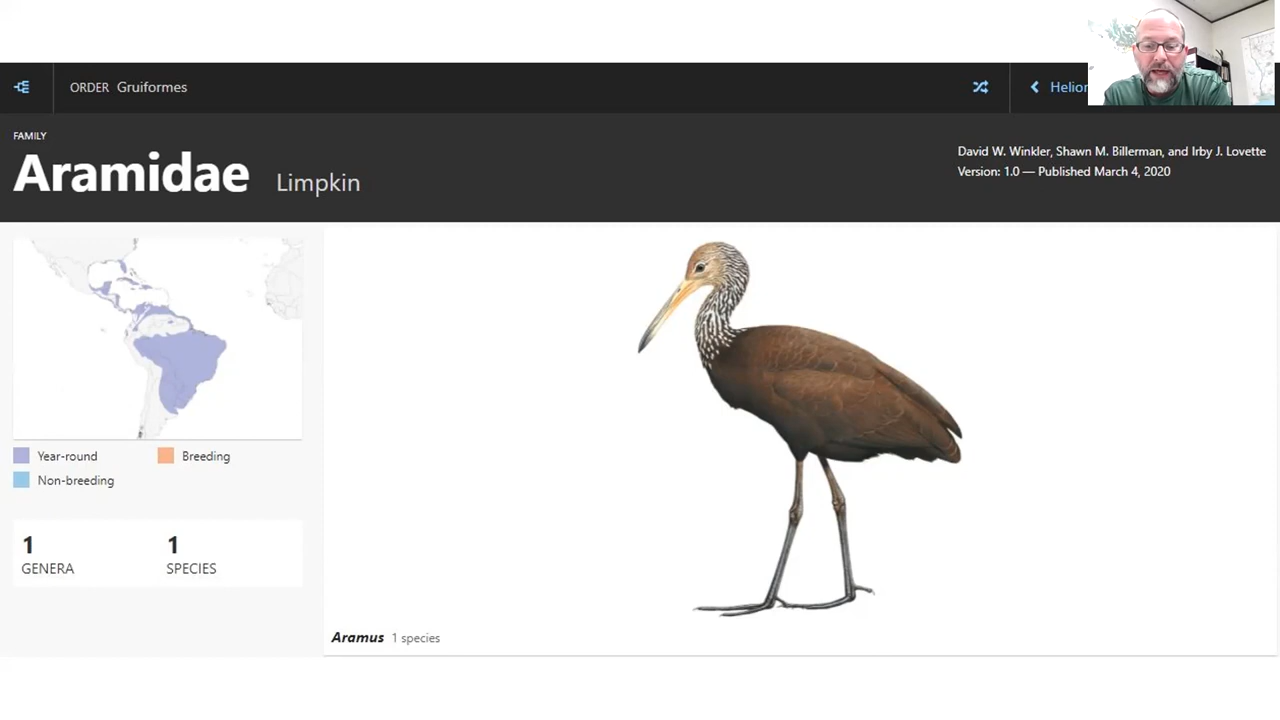 ORDER Gruiformes
Helior
FAMILY
Aramidae Limpkin
David W. Winkler, Shawn M. Billerman, and Irby J. Lovette
Version: 1.0 — Published March 4, 2020
Year-round
Breeding
Non-breeding
1
GENERA
1
SPECIES
Aramus 1 species